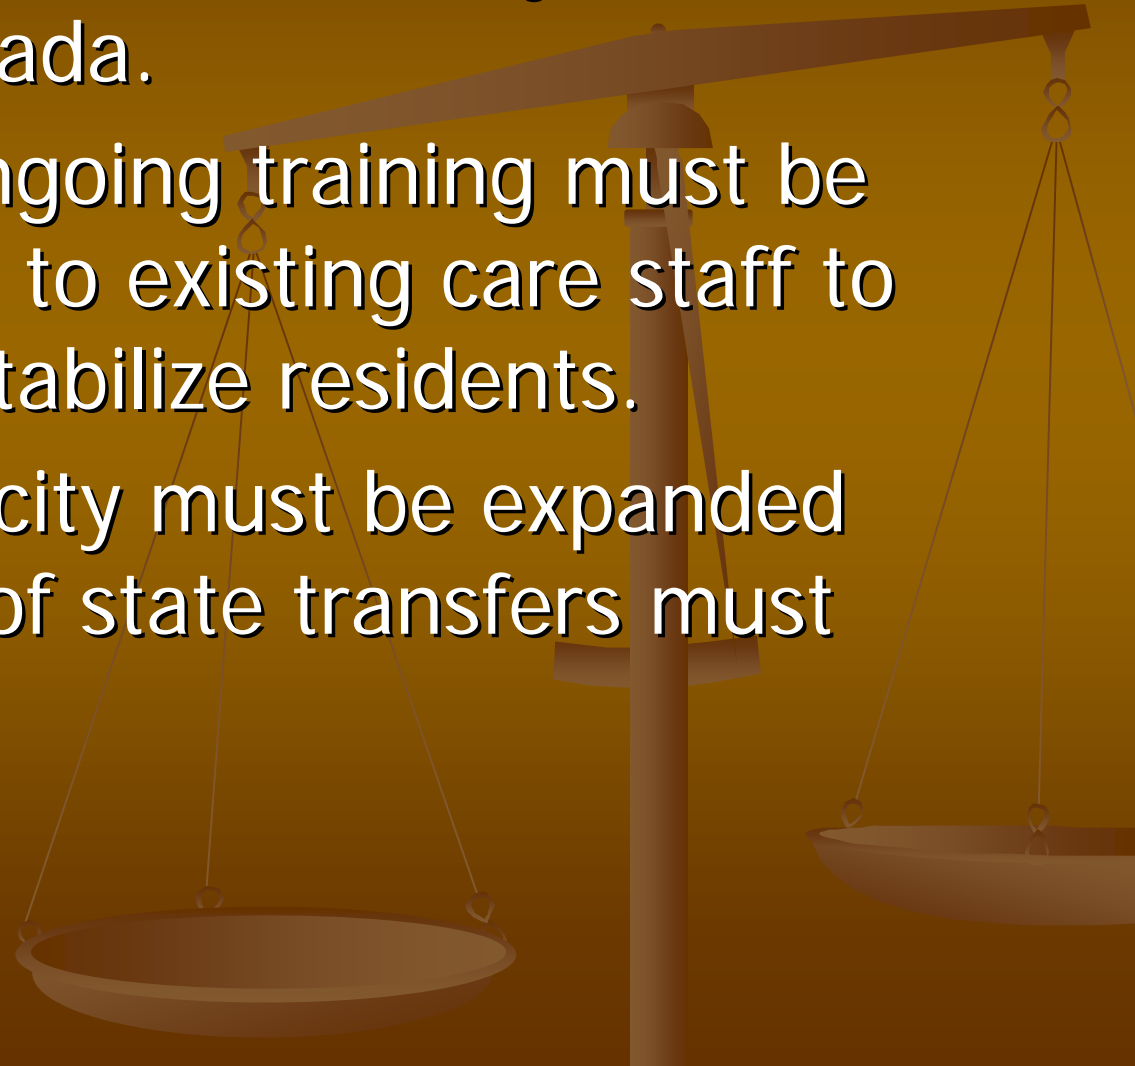 ada.
ngoing training must be
to existing care staff to
tabilize residents.
city must be expanded
of state transfers must